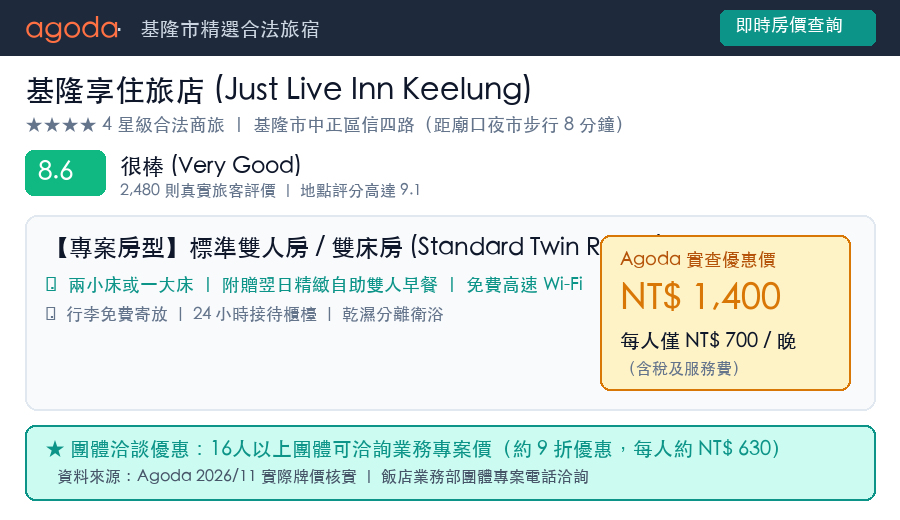 agoda 基隆市精選合法旅宿
即時房價查詢
基隆享住旅店 (Just Live Inn Keelung)
★★★★ 4 星級合法商旅 | 基隆市中正區信四路（距廟口夜市步行 8 分鐘）
8.6
很棒 (Very Good)
2,480 則真實旅客評價 | 地點評分高達 9.1
【專案房型】標準雙人房 / 雙床房 (Standard Twin R
兩小床或一大床 | 附贈翌日精緻自助雙人早餐 | 免費高速 Wi-Fi
行李免費寄放 | 24 小時接待櫃檯 | 乾濕分離衛浴
Agoda 實查優惠價
NT$ 1,400
每人僅 NT$ 700 / 晚
（含稅及服務費）
★ 團體洽談優惠：16人以上團體可洽詢業務專案價（約 9 折優惠，每人約 NT$ 630）
資料來源：Agoda 2026/11 實際牌價核實 | 飯店業務部團體專案電話洽詢